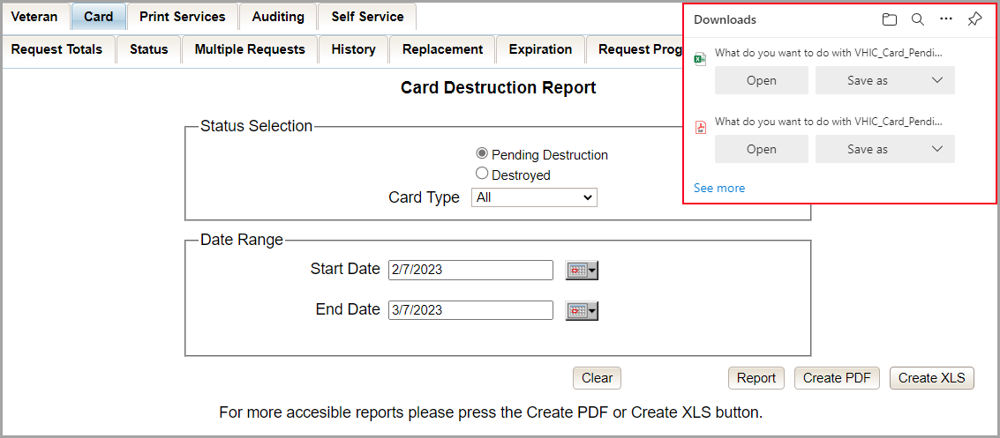 Veteran Card Print Services Auditing Self Service
Request Totals Status Multiple Requests History Replacement Expiration Request Prog
Card Destruction Report
Status Selection
Pending Destruction
Destroyed
Card Type All
Date Range
Start Date 2/7/2023
End Date 3/7/2023
Clear Report Create PDF Create XLS
For more accesible reports please press the Create PDF or Create XLS button.
Downloads
What do you want to do with VHIC_Card_Pendi...
Open Save as
What do you want to do with VHIC_Card_Pendi...
Open Save as
See more